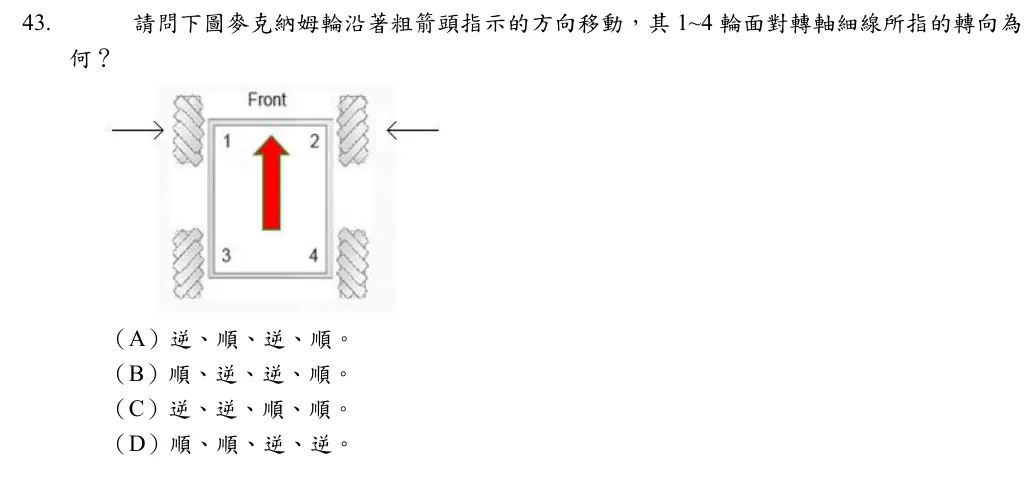 43. 請問下圖麥克納姆輪沿著粗箭頭指示的方向移動，其 1~4 輪面對轉軸細線所指的轉向為
何？
Front
1 2
3 4
（A）逆、順、逆、順。
（B）順、逆、逆、順。
（C）逆、逆、順、順。
（D）順、順、逆、逆。